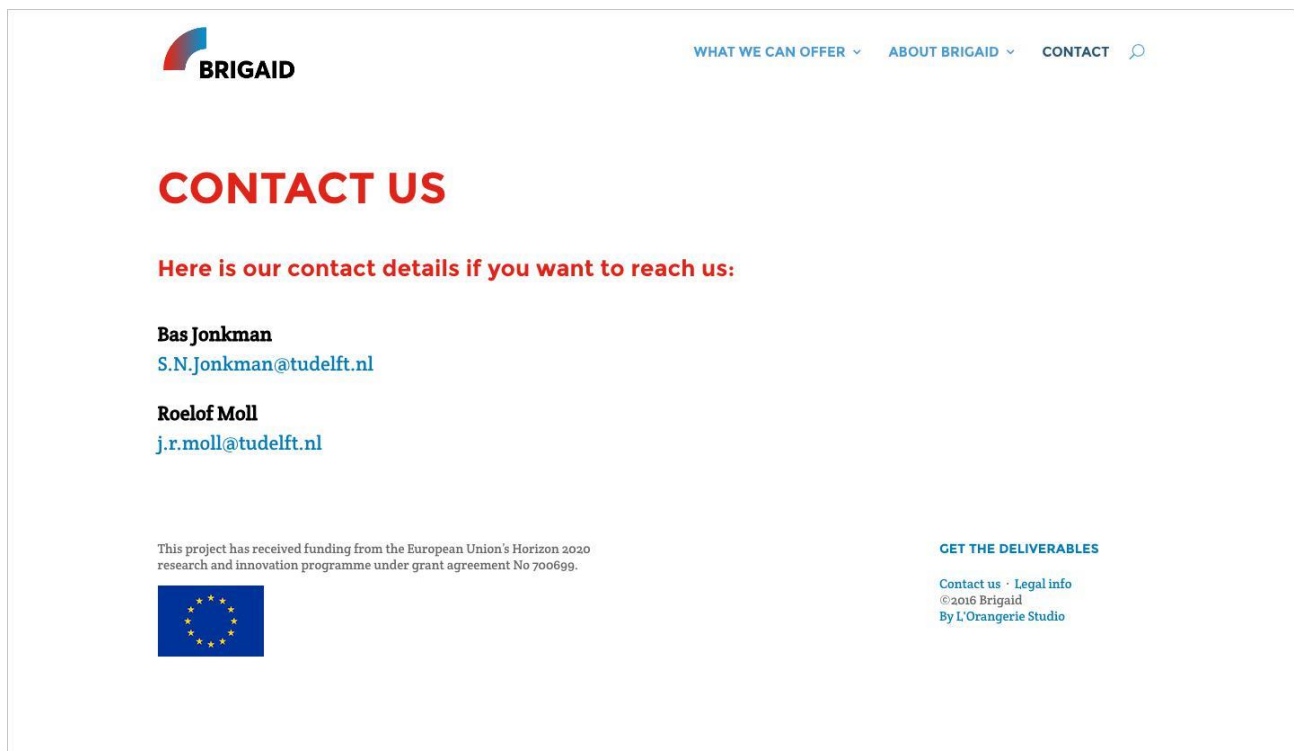 BRIGAID
WHAT WE CAN OFFER
ABOUT BRIGAID
CONTACT
CONTACT US
Here is our contact details if you want to reach us:
Bas Jonkman
S.N.Jonkman@tudelft.nl
Roelof Moll
j.r.moll@tudelft.nl
This project has received funding from the European Union's Horizon 2020
research and innovation programme under grant agreement No 700699.
GET THE DELIVERABLES
Contact us · Legal info
©2016 Brigaid
By L'Orangerie Studio